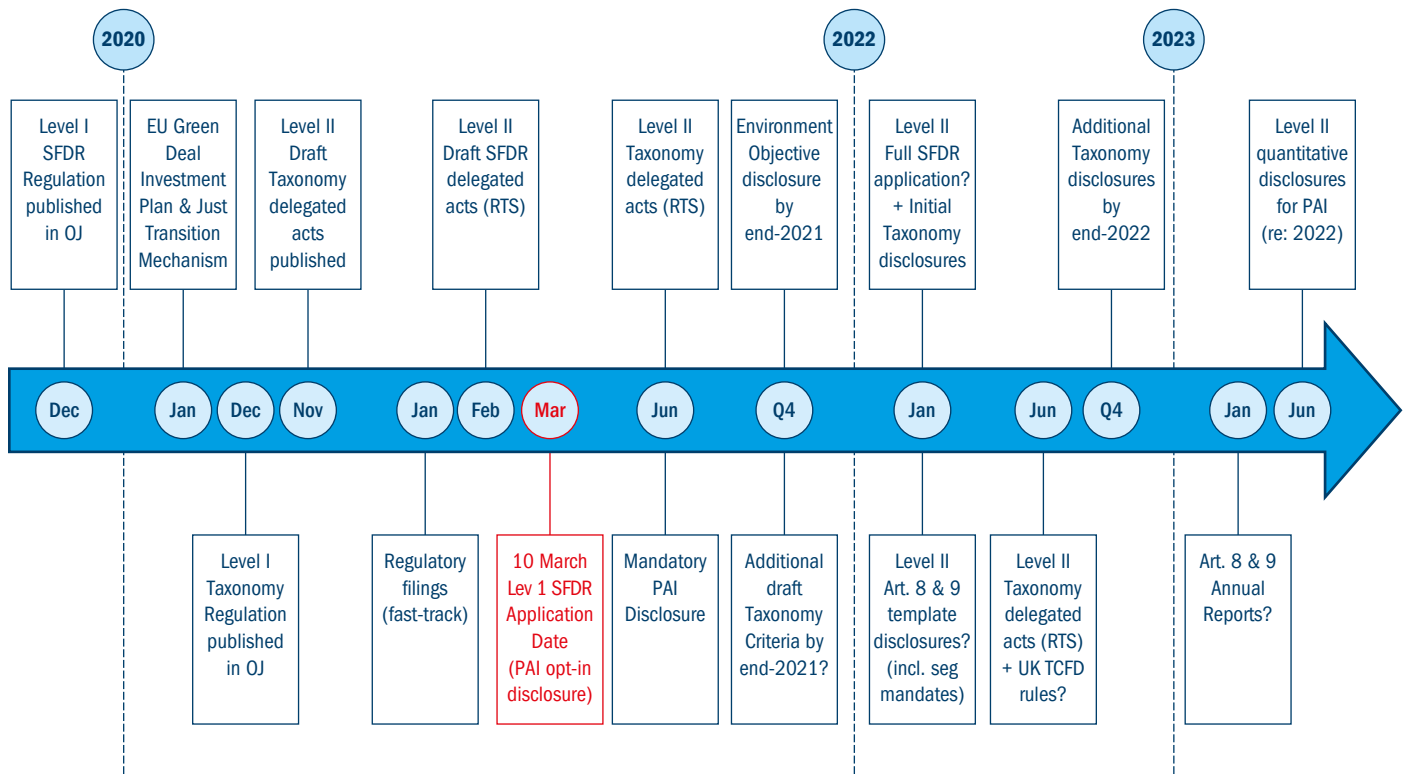 2020
2022
2023
Level I
SFDR
Regulation
published
in OJ
EU Green
Deal
Investment
Plan & Just
Transition
Mechanism
Level II
Draft
Taxonomy
delegated
acts
published
Level II
Draft SFDR
delegated
acts (RTS)
Level II
Taxonomy
delegated
acts (RTS)
Environment
Objective
disclosure
by
end-2021
Level II
Full SFDR
application?
+ Initial
Taxonomy
disclosures
Additional
Taxonomy
disclosures
by
end-2022
Level II
quantitative
disclosures
for PAI
(re: 2022)
Dec
Jan
Dec
Nov
Jan
Feb
Mar
Jun
Q4
Jan
Jun
Q4
Jan
Jun
Level I
Taxonomy
Regulation
published
in OJ
Regulatory
filings
(fast-track)
10 March
Lev 1 SFDR
Application
Date
(PAI opt-in
disclosure)
Mandatory
PAI
Disclosure
Additional
draft
Taxonomy
Criteria by
end-2021?
Level II
Art. 8 & 9
template
disclosures?
(incl. seg
mandates)
Level II
Taxonomy
delegated
acts (RTS)
+ UK TCFD
rules?
Art. 8 & 9
Annual
Reports?